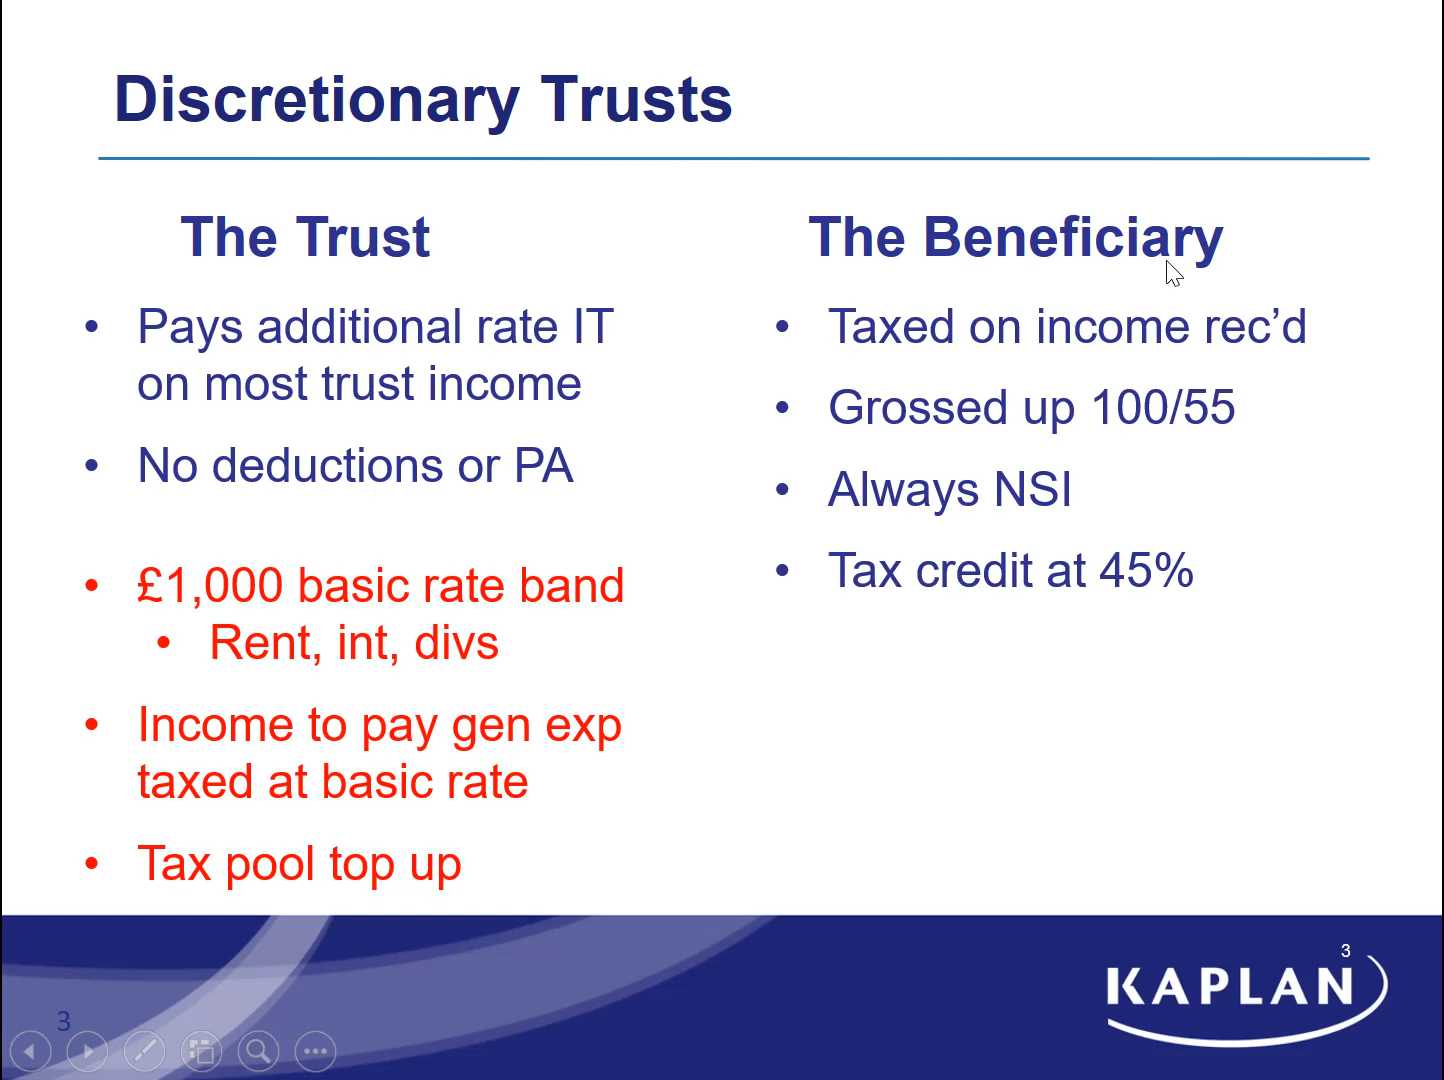 Discretionary Trusts
The Trust
• Pays additional rate IT
on most trust income
• No deductions or PA
• £1,000 basic rate band
• Rent, int, divs
• Income to pay gen exp
taxed at basic rate
• Tax pool top up
The Beneficiary
• Taxed on income rec’d
• Grossed up 100/55
• Always NSI
• Tax credit at 45%
3
KAPLAN
3